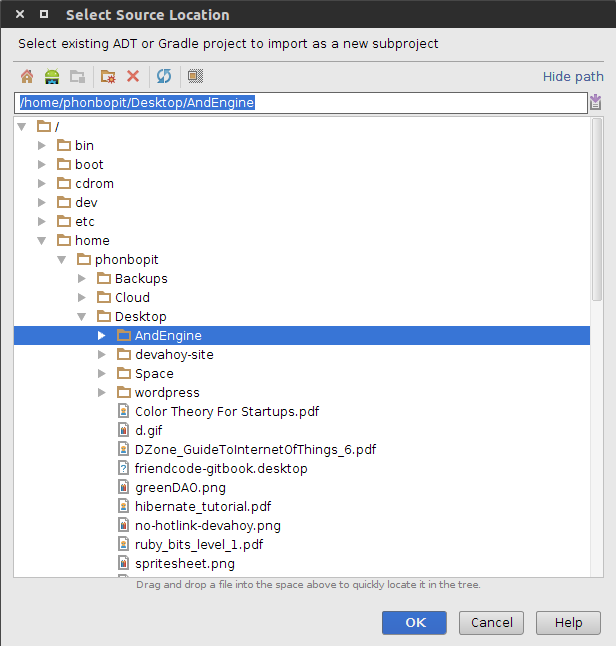 Select Source Location
Select existing ADT or Gradle project to import as a new subproject
Hide path
/home/phonbopit/Desktop/AndEngine
/
bin
boot
cdrom
dev
etc
home
phonbopit
Backups
Cloud
Desktop
AndEngine
devahoy-site
Space
wordpress
Color Theory For Startups.pdf
d.gif
DZone_GuideToInternetOfThings_6.pdf
friendcode-gitbook.desktop
greenDAO.png
hibernate_tutorial.pdf
no-hotlink-devahoy.png
ruby_bits_level_1.pdf
spritesheet.png
Drag and drop a file into the space above to quickly locate it in the tree.
OK Cancel Help